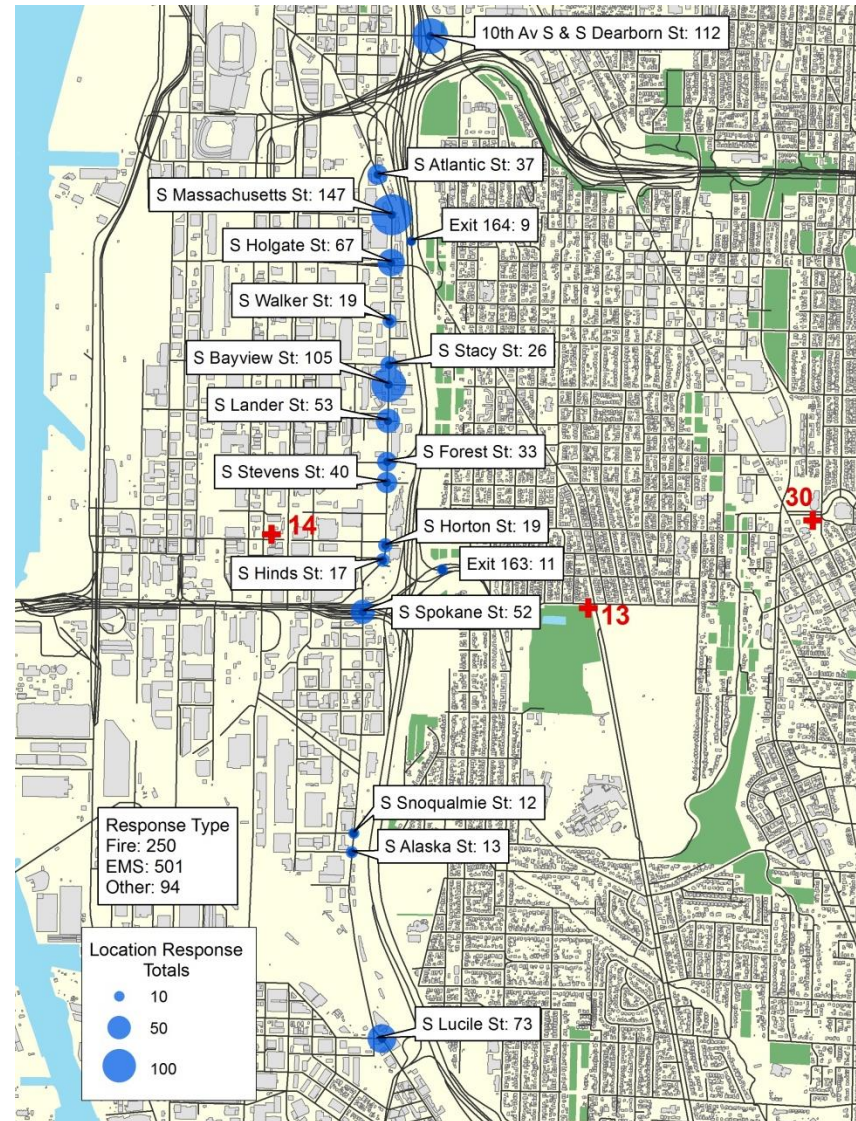 10th Av S & S Dearborn St: 112
S Atlantic St: 37
S Massachusetts St: 147
Exit 164: 9
S Holgate St: 67
S Walker St: 19
S Stacy St: 26
S Bayview St: 105
S Lander St: 53
S Forest St: 33
S Stevens St: 40
30
14
S Horton St: 19
S Hinds St: 17
Exit 163: 11
S Spokane St: 52
13
S Snoqualmie St: 12
S Alaska St: 13
Response Type
Fire: 250
EMS: 501
Other: 94
Location Response
Totals
10
50
100
S Lucile St: 73